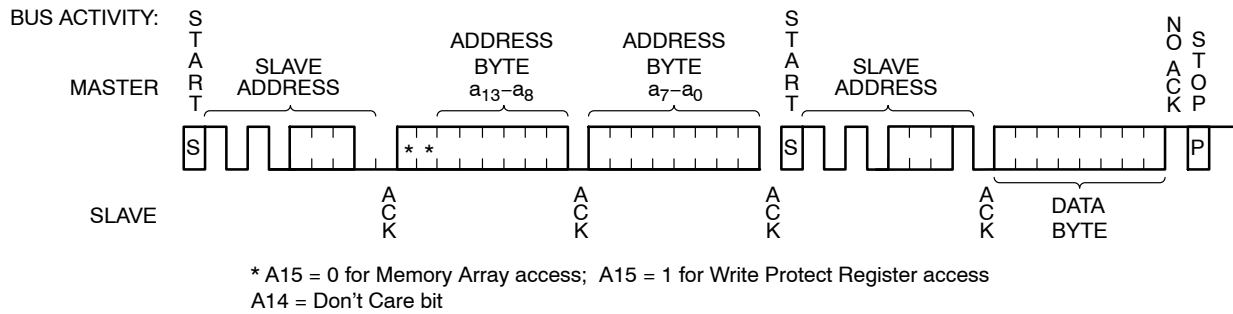 BUS ACTIVITY:
MASTER
START
SLAVE
ADDRESS
ADDRESS
BYTE
a13–a8
ADDRESS
BYTE
a7–a0
START
SLAVE
ADDRESS
NO ACK
STOP
S
* *
S
P
SLAVE
ACK
ACK
ACK
ACK
DATA
BYTE
* A15 = 0 for Memory Array access; A15 = 1 for Write Protect Register access
A14 = Don't Care bit